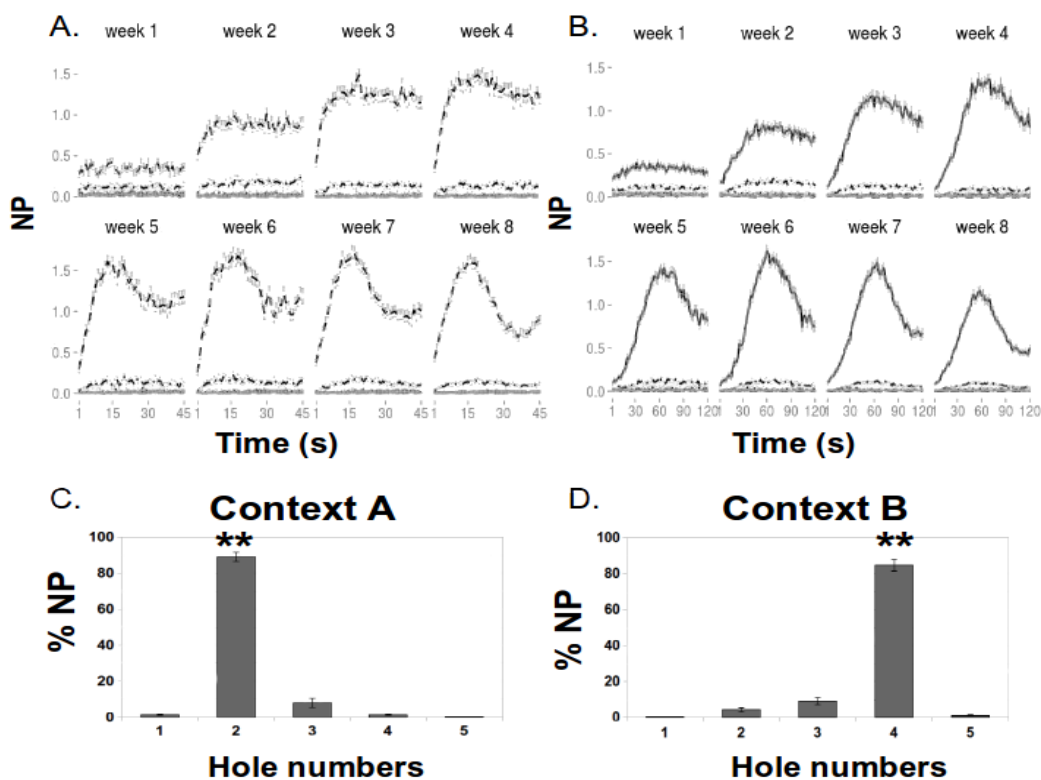 A.
week 1 week 2 week 3 week 4
1.5
1.0
0.5
0.0
NP
week 5 week 6 week 7 week 8
1.5
1.0
0.5
0.0
1 15 30 45 1 15 30 45 1 15 30 45 1 15 30 45
Time (s)
B.
week 1 week 2 week 3 week 4
1.5
1.0
0.5
0.0
NP
week 5 week 6 week 7 week 8
1.5
1.0
0.5
0.0
1 30 60 90 120 30 60 90 120 30 60 90 120 30 60 90 120
Time (s)
C.
Context A
**
100
80
60
40
20
0
% NP
1 2 3 4 5
Hole numbers
D.
Context B
**
100
80
60
40
20
0
% NP
1 2 3 4 5
Hole numbers